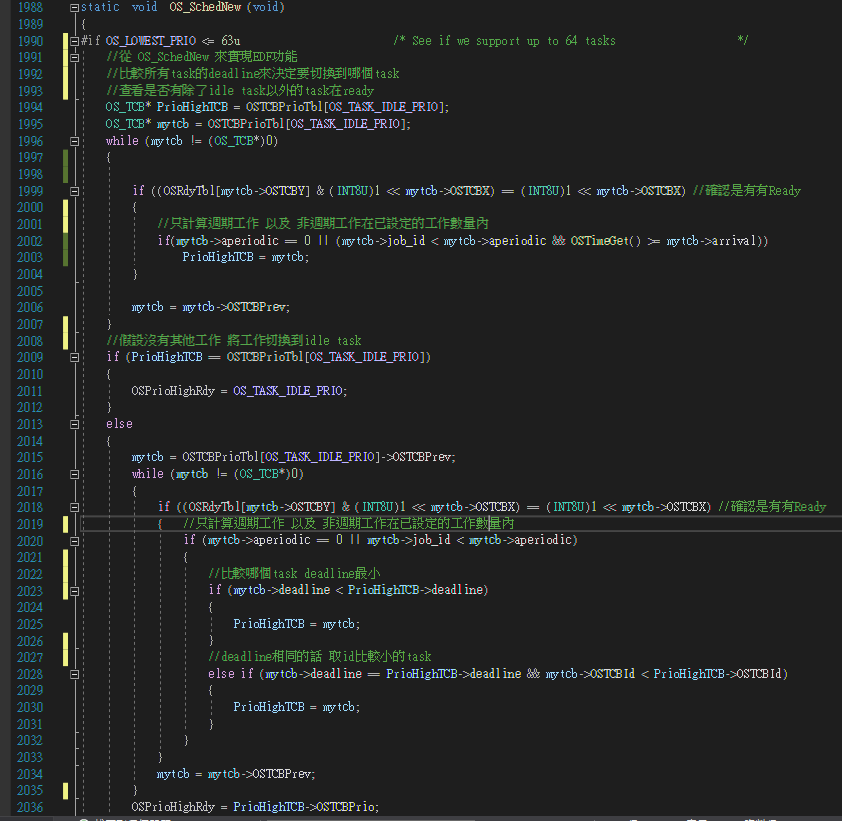 1988 static void OS_SchedNew (void)
1989 {
1990 #if OS_LOWEST_PRIO <= 63u /* See if we support up to 64 tasks */
1991 //從 OS_SchedNew 來實現EDF功能
1992 //比較所有task的deadline來決定要切換到哪個task
1993 //查看是否有除了idle task以外的task在ready
1994 OS_TCB* PrioHighTCB = OSTCBPrioTbl[OS_TASK_IDLE_PRIO];
1995 OS_TCB* mytcb = OSTCBPrioTbl[OS_TASK_IDLE_PRIO];
1996 while (mytcb != (OS_TCB*)0)
1997 {
1998
1999 if ((OSRdyTbl[mytcb->OSTCBY] & (INT8U)1 << mytcb->OSTCBX) == (INT8U)1 << mytcb->OSTCBX) //確認是有有Ready
2000 {
2001 //只計算週期工作 以及 非週期工作在已設定的工作數量內
2002 if(mytcb->aperiodic == 0 || (mytcb->job_id < mytcb->aperiodic && OSTimeGet() >= mytcb->arrival))
2003 PrioHighTCB = mytcb;
2004 }
2005
2006 mytcb = mytcb->OSTCBPrev;
2007 }
2008 //假設沒有其他工作 將工作切換到idle task
2009 if (PrioHighTCB == OSTCBPrioTbl[OS_TASK_IDLE_PRIO])
2010 {
2011 OSPrioHighRdy = OS_TASK_IDLE_PRIO;
2012 }
2013 else
2014 {
2015 mytcb = OSTCBPrioTbl[OS_TASK_IDLE_PRIO]->OSTCBPrev;
2016 while (mytcb != (OS_TCB*)0)
2017 {
2018 if ((OSRdyTbl[mytcb->OSTCBY] & (INT8U)1 << mytcb->OSTCBX) == (INT8U)1 << mytcb->OSTCBX) //確認是有有Ready
2019 { //只計算週期工作 以及 非週期工作在已設定的工作數量內
2020 if (mytcb->aperiodic == 0 || mytcb->job_id < mytcb->aperiodic)
2021 {
2022 //比較哪個task deadline最小
2023 if (mytcb->deadline < PrioHighTCB->deadline)
2024 {
2025 PrioHighTCB = mytcb;
2026 }
2027 //deadline相同的話 取id比較小的task
2028 else if (mytcb->deadline == PrioHighTCB->deadline && mytcb->OSTCBId < PrioHighTCB->OSTCBId)
2029 {
2030 PrioHighTCB = mytcb;
2031 }
2032 }
2033 }
2034 mytcb = mytcb->OSTCBPrev;
2035 }
2036 OSPrioHighRdy = PrioHighTCB->OSTCBPrio;